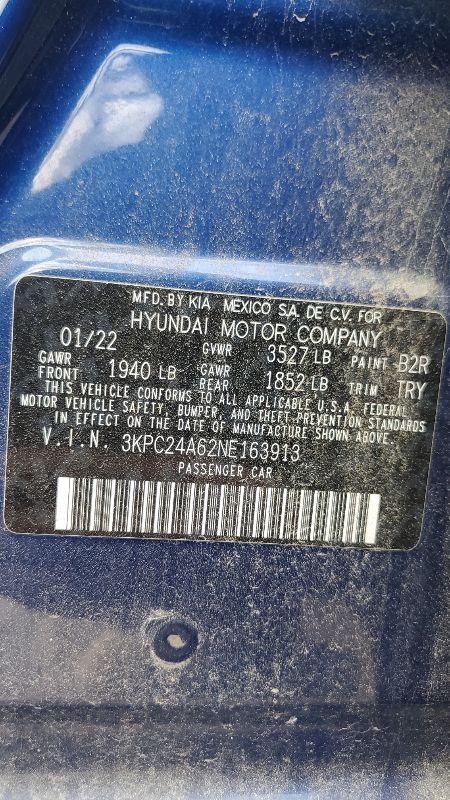 MFD. BY KIA MEXICO S.A. DE C.V. FOR
HYUNDAI MOTOR COMPANY
01/22 GVWR 3527 LB PAINT B2R
GAWR FRONT 1940 LB GAWR REAR 1852 LB TRIM TRY
THIS VEHICLE CONFORMS TO ALL APPLICABLE U.S.A. FEDERAL
MOTOR VEHICLE SAFETY, BUMPER, AND THEFT PREVENTION STANDARDS
IN EFFECT ON THE DATE OF MANUFACTURE SHOWN ABOVE.
V.I.N. 3KPC24A62NE163913
PASSENGER CAR